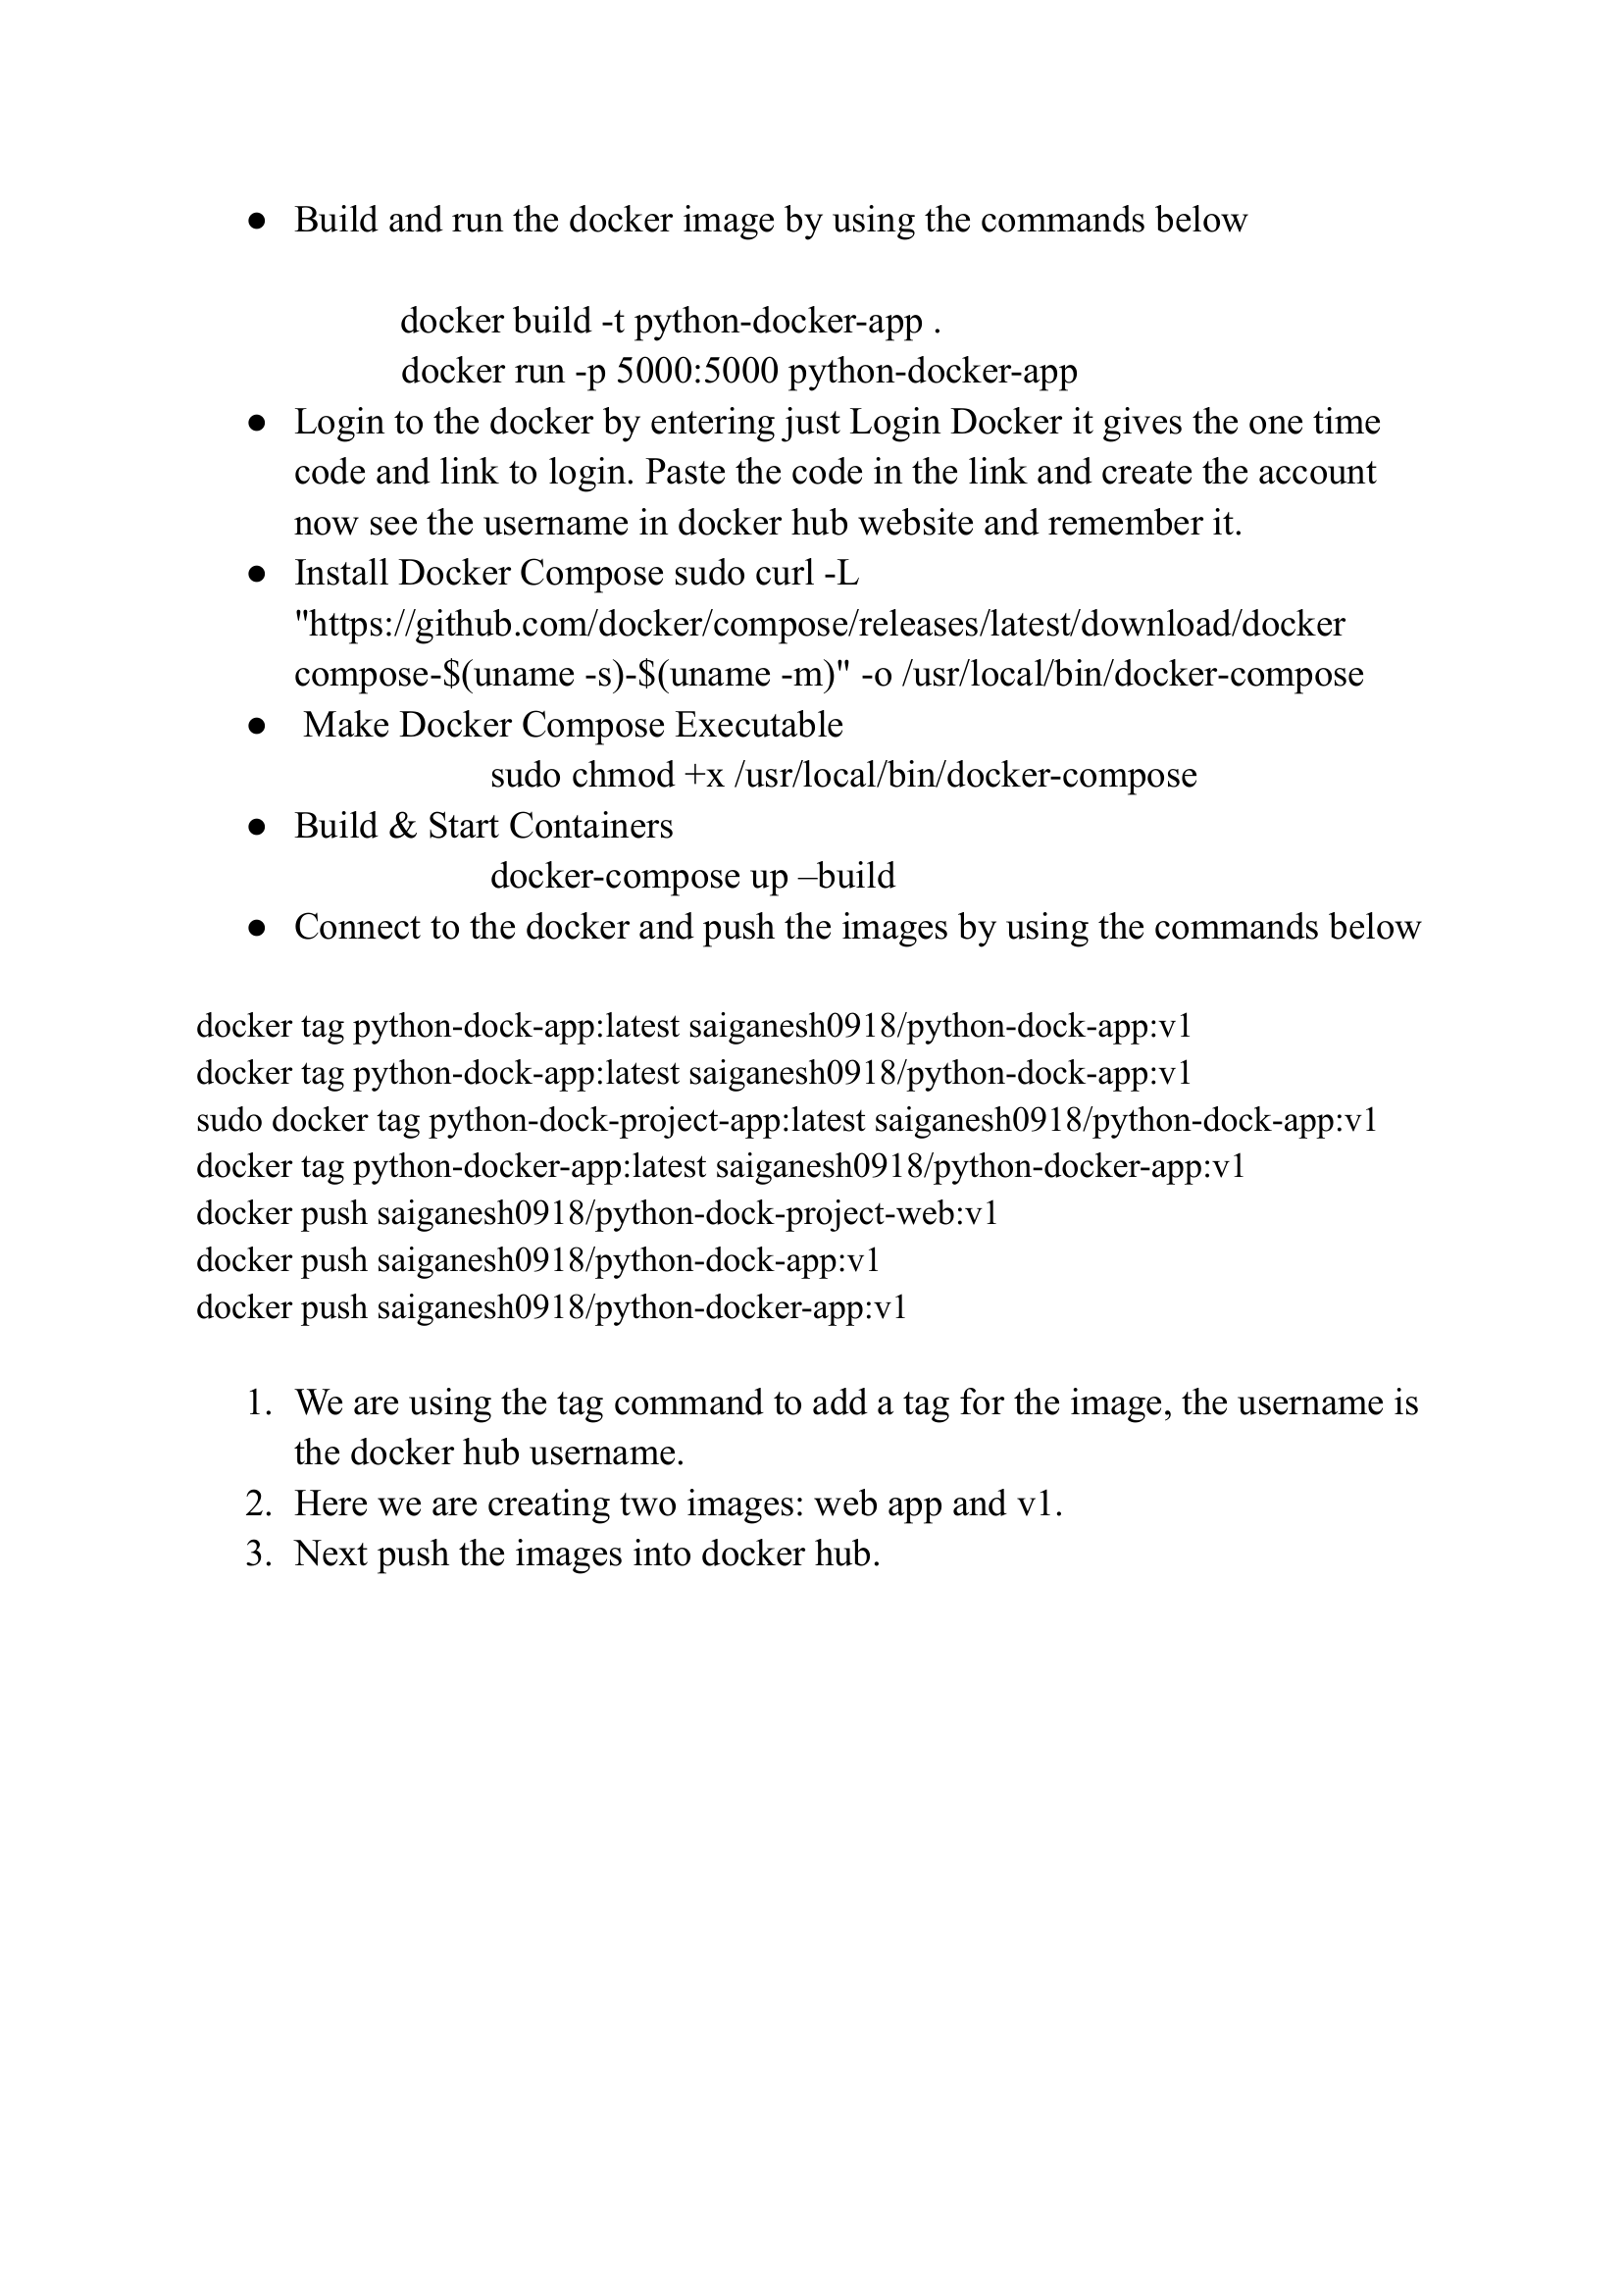 ● Build and run the docker image by using the commands below
docker build -t python-docker-app .
docker run -p 5000:5000 python-docker-app
● Login to the docker by entering just Login Docker it gives the one time
code and link to login. Paste the code in the link and create the account
now see the username in docker hub website and remember it.
● Install Docker Compose sudo curl -L
"https://github.com/docker/compose/releases/latest/download/docker
compose-$(uname -s)-$(uname -m)" -o /usr/local/bin/docker-compose
● Make Docker Compose Executable
sudo chmod +x /usr/local/bin/docker-compose
● Build & Start Containers
docker-compose up –build
● Connect to the docker and push the images by using the commands below
docker tag python-dock-app:latest saiganesh0918/python-dock-app:v1
docker tag python-dock-app:latest saiganesh0918/python-dock-app:v1
sudo docker tag python-dock-project-app:latest saiganesh0918/python-dock-app:v1
docker tag python-docker-app:latest saiganesh0918/python-docker-app:v1
docker push saiganesh0918/python-dock-project-web:v1
docker push saiganesh0918/python-dock-app:v1
docker push saiganesh0918/python-docker-app:v1
1. We are using the tag command to add a tag for the image, the username is
the docker hub username.
2. Here we are creating two images: web app and v1.
3. Next push the images into docker hub.